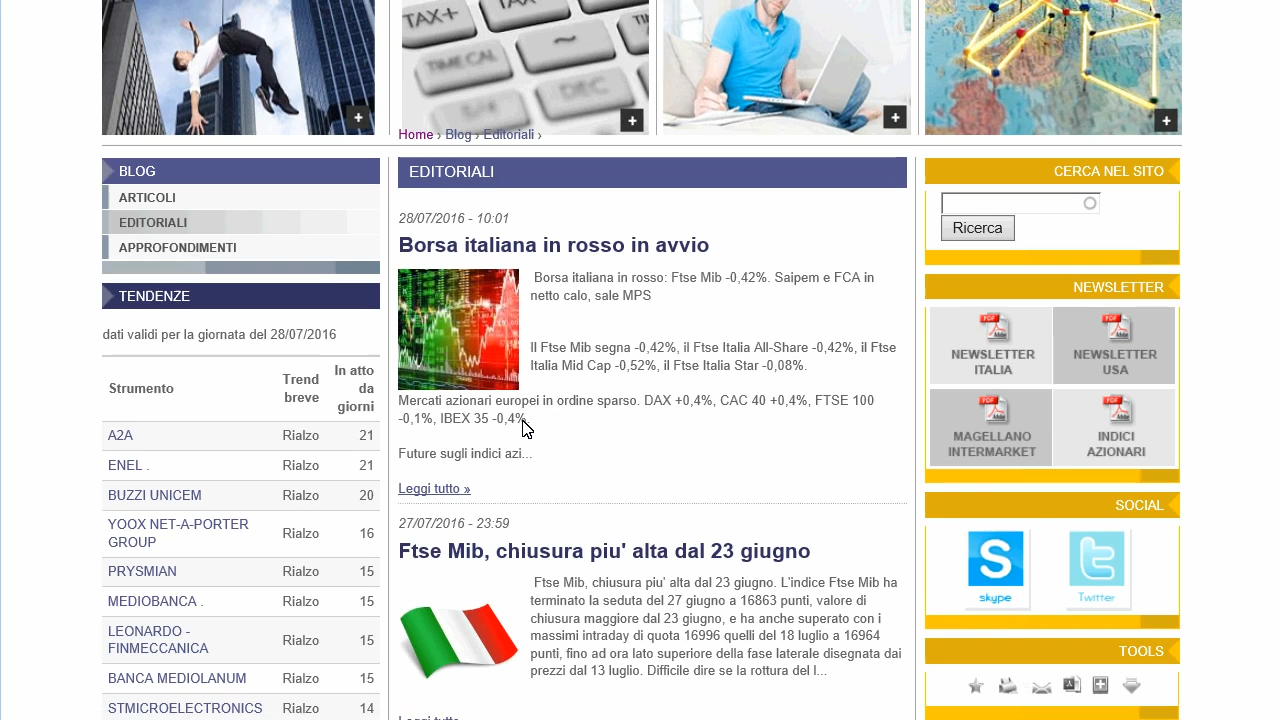 TAX+
TAX
~
TIMECAL
DEC
Home › Blog › Editoriali ›
BLOG
ARTICOLI
EDITORIALI
APPROFONDIMENTI
TENDENZE
dati validi per la giornata del 28/07/2016
Strumento Trend breve In atto da giorni
A2A Rialzo 21
ENEL . Rialzo 21
BUZZI UNICEM Rialzo 20
YOOX NET-A-PORTER GROUP Rialzo 16
PRYSMIAN Rialzo 15
MEDIOBANCA . Rialzo 15
LEONARDO - FINMECCANICA Rialzo 15
BANCA MEDIOLANUM Rialzo 15
STMICROELECTRONICS Rialzo 14
EDITORIALI
28/07/2016 - 10:01
Borsa italiana in rosso in avvio
Borsa italiana in rosso: Ftse Mib -0,42%. Saipem e FCA in
netto calo, sale MPS
Il Ftse Mib segna -0,42%, il Ftse Italia All-Share -0,42%, il Ftse
Italia Mid Cap -0,52%, il Ftse Italia Star -0,08%.
Mercati azionari europei in ordine sparso. DAX +0,4%, CAC 40 +0,4%, FTSE 100
-0,1%, IBEX 35 -0,4%.
Future sugli indici azi...
Leggi tutto »
27/07/2016 - 23:59
Ftse Mib, chiusura piu' alta dal 23 giugno
Ftse Mib, chiusura piu' alta dal 23 giugno. L'indice Ftse Mib ha
terminato la seduta del 27 giugno a 16863 punti, valore di
chiusura maggiore dal 23 giugno, e ha anche superato con i
massimi intraday di quota 16996 quelli del 18 luglio a 16964
punti, fino ad ora lato superiore della fase laterale disegnata dai
prezzi dal 13 luglio. Difficile dire se la rottura del l...
Leggi tutto
CERCA NEL SITO
Ricerca
NEWSLETTER
PDF
NEWSLETTER
ITALIA
PDF
NEWSLETTER
USA
PDF
MAGELLANO
INTERMARKET
PDF
INDICI
AZIONARI
SOCIAL
skype
Twitter
TOOLS